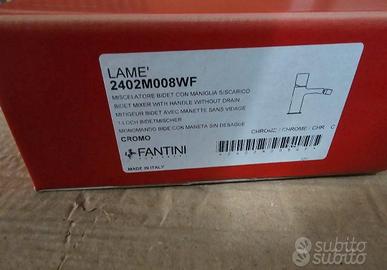 LAME'
2402M008WF
MISCELATORE BIDET CON MANIGLIA S/SCARICO
BIDET MIXER WITH HANDLE WITHOUT DRAIN
MITIGEUR BIDET AVEC MANETTE SANS VIDAGE
1-LOCH BIDETMISCHER
MONOMANDO BIDE CON MANETA SIN DESAGUE
CROMO
CHROME / CHROME / CHR
FANTINI
MADE IN ITALY
subito
subito